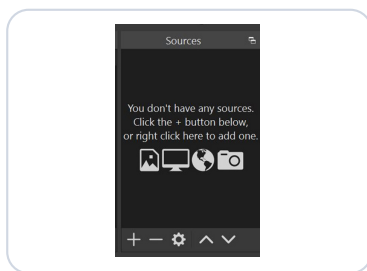 Sources
You don't have any sources.
Click the + button below,
or right click here to add one.